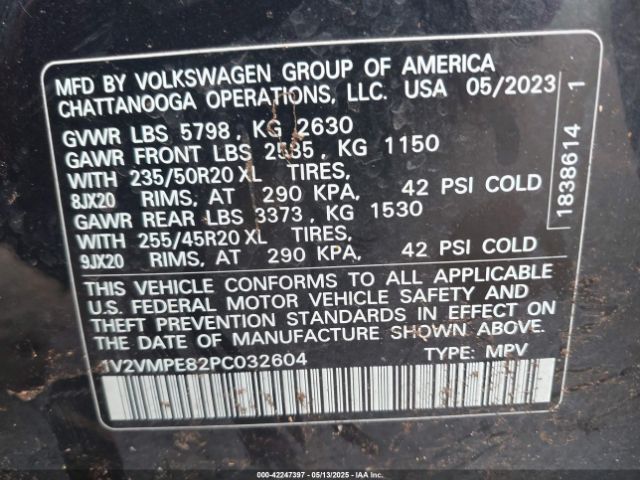 MFD BY VOLKSWAGEN GROUP OF AMERICA
CHATTANOOGA OPERATIONS, LLC. USA 05/2023
GVWR LBS 5798, KG 2630
GAWR FRONT LBS 2535, KG 1150
WITH 235/50R20 XL TIRES,
8JX20 RIMS, AT 290 KPA, 42 PSI COLD
GAWR REAR LBS 3373, KG 1530
WITH 255/45R20 XL TIRES,
9JX20 RIMS, AT 290 KPA, 42 PSI COLD
THIS VEHICLE CONFORMS TO ALL APPLICABLE
U.S. FEDERAL MOTOR VEHICLE SAFETY AND
THEFT PREVENTION STANDARDS IN EFFECT ON
THE DATE OF MANUFACTURE SHOWN ABOVE.
1V2VMPE82PC032604 TYPE: MPV
1838614 1
000-42247397 - 05/13/2025 - IAAI.COM